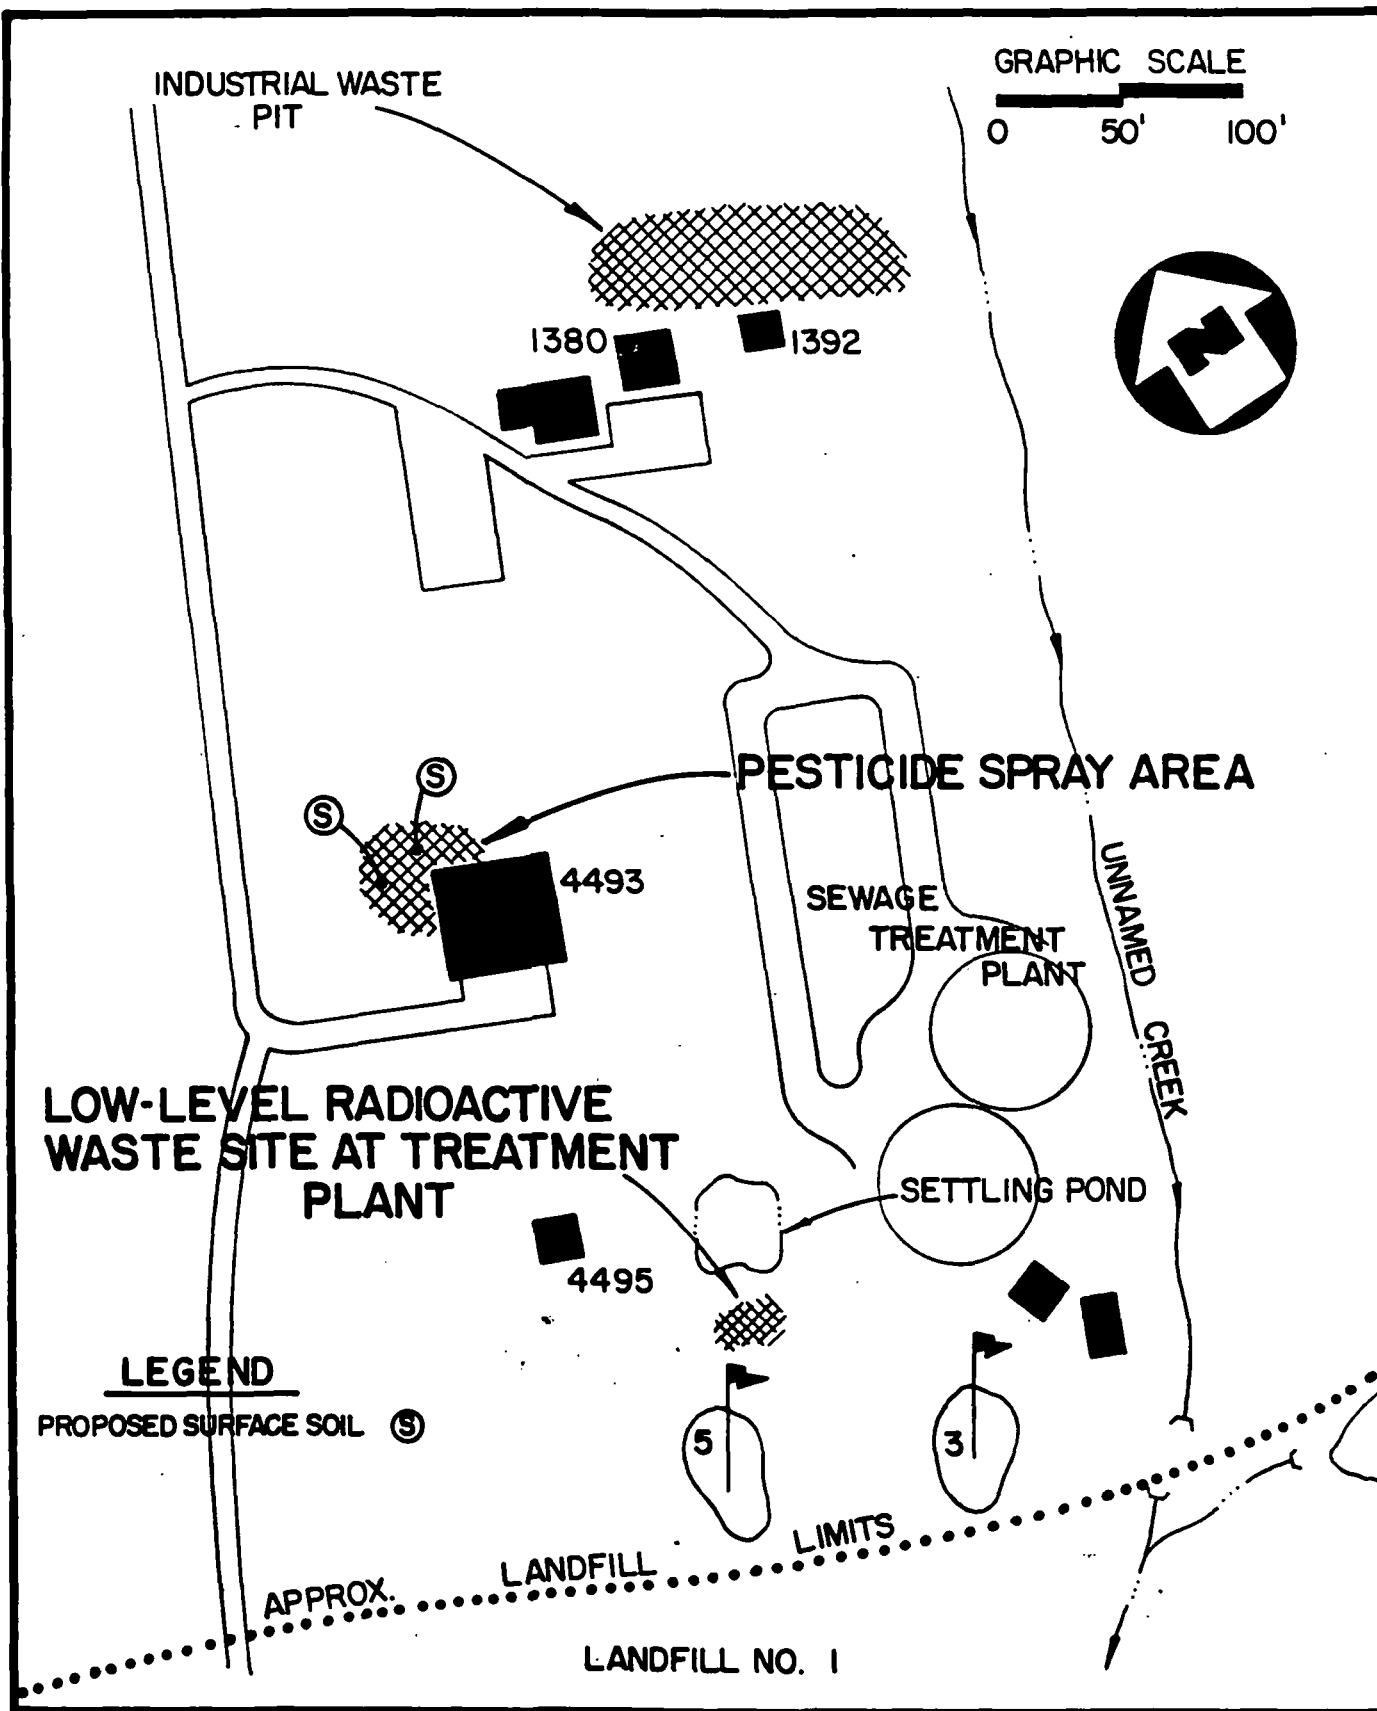 GRAPHIC SCALE
0 50' 100'
INDUSTRIAL WASTE
PIT
N
1380
1392
PESTICIDE SPRAY AREA
S
S
4493
SEWAGE
TREATMENT
PLANT
UNNAMED CREEK
LOW-LEVEL RADIOACTIVE
WASTE SITE AT TREATMENT
PLANT
SETTLING POND
4495
LEGEND
PROPOSED SURFACE SOIL S
5
3
APPROX. LANDFILL LIMITS
LANDFILL NO. 1